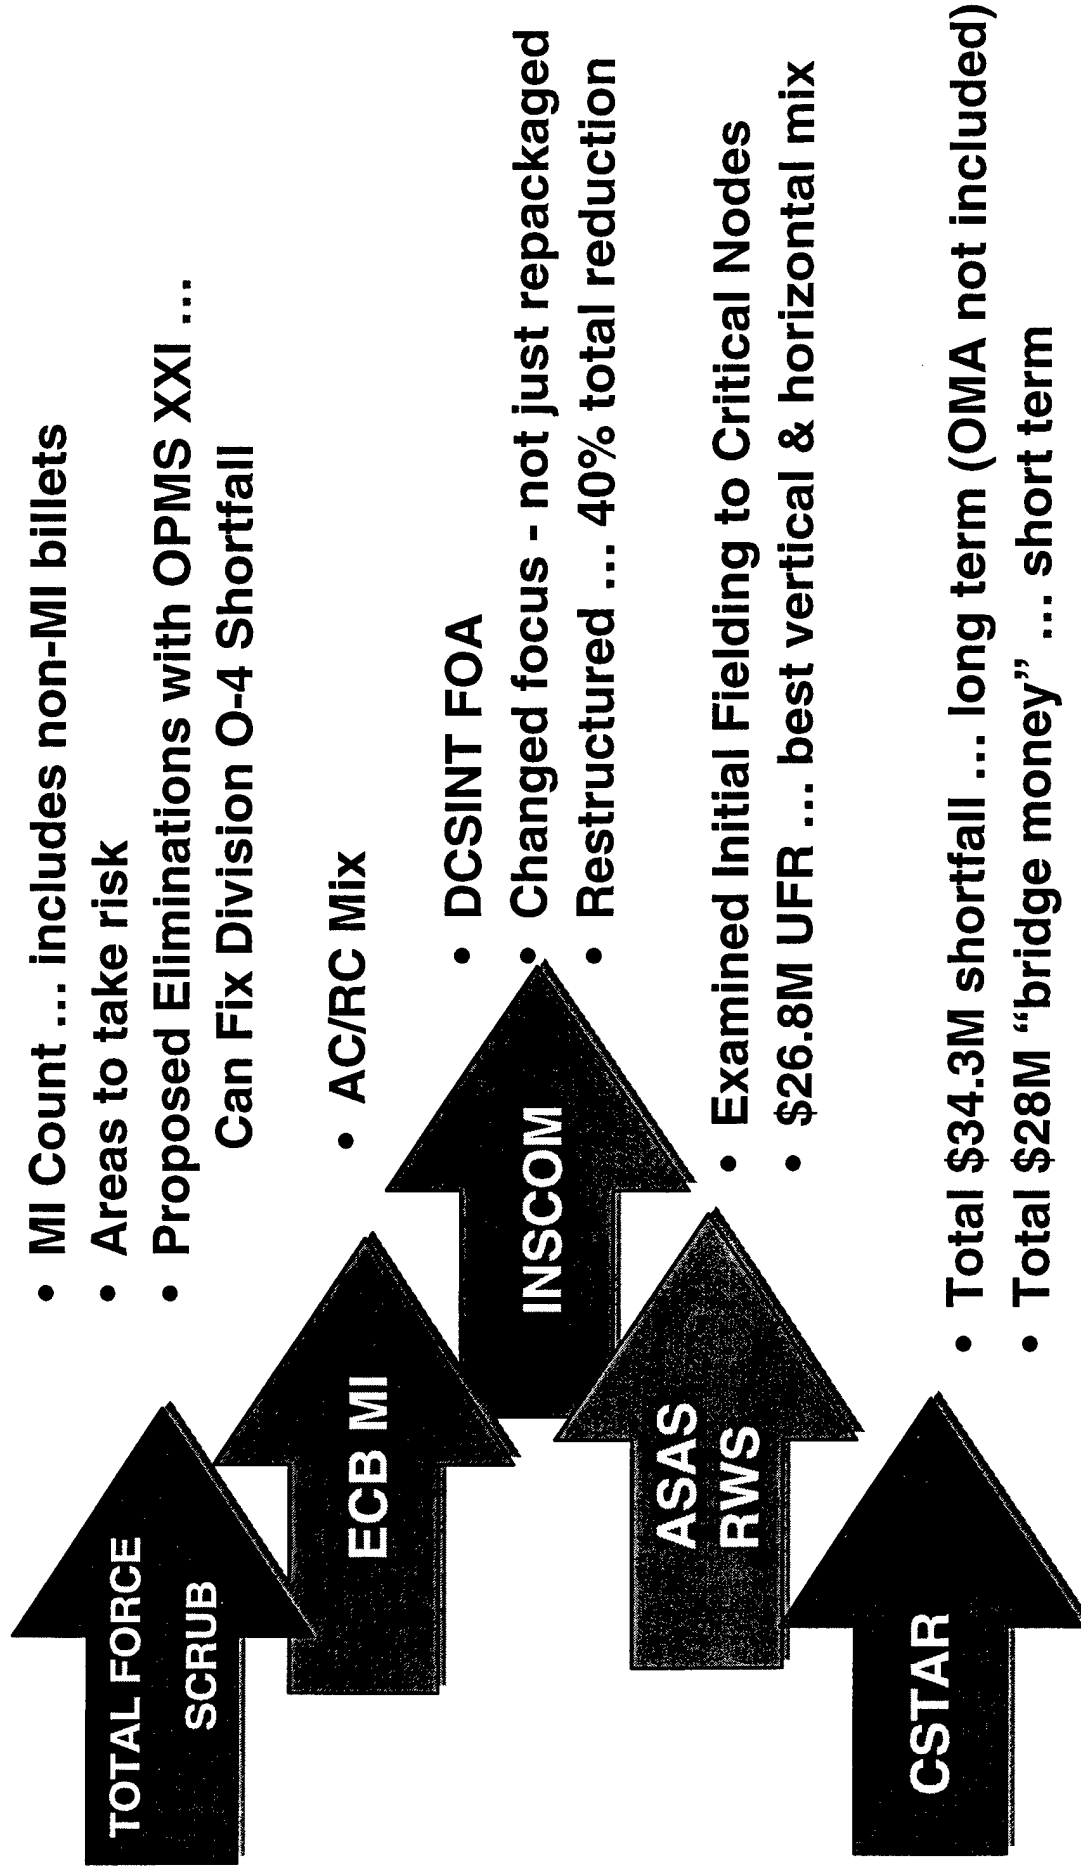 TOTAL FORCE
SCRUB
• MI Count ... includes non-MI billets
• Areas to take risk
• Proposed Eliminations with OPMS XXI ...
Can Fix Division O-4 Shortfall
ECB MI
• AC/RC Mix
INSCOM
• DCSINT FOA
• Changed focus - not just repackaged
• Restructured ... 40% total reduction
ASAS
RWS
• Examined Initial Fielding to Critical Nodes
• $26.8M UFR ... best vertical & horizontal mix
CSTAR
• Total $34.3M shortfall ... long term (OMA not included)
• Total $28M “bridge money” ... short term